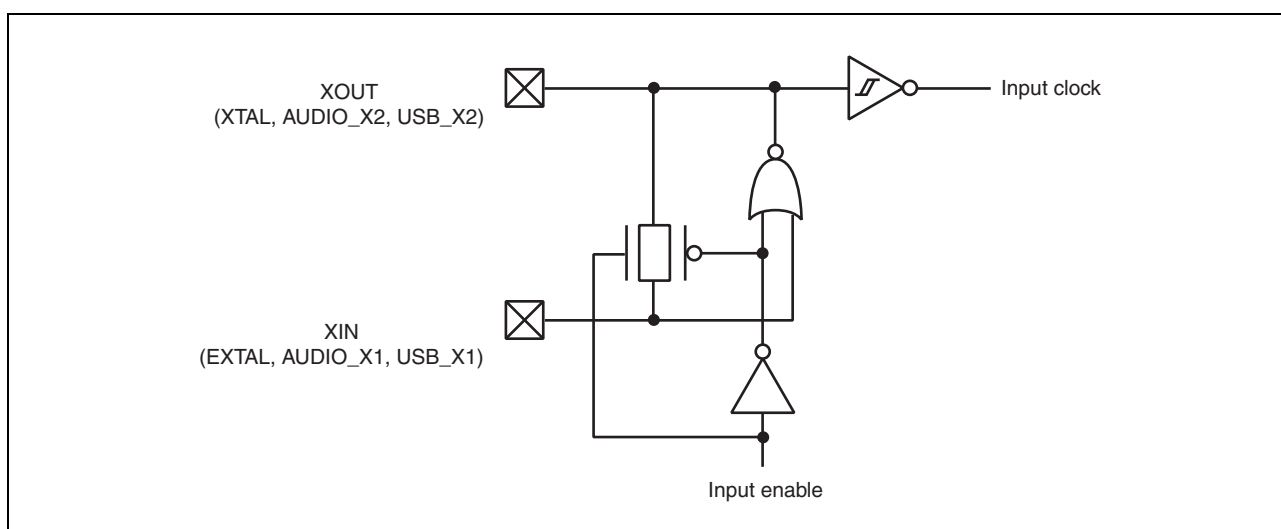 XOUT
(XTAL, AUDIO_X2, USB_X2)
Input clock
XIN
(EXTAL, AUDIO_X1, USB_X1)
Input enable